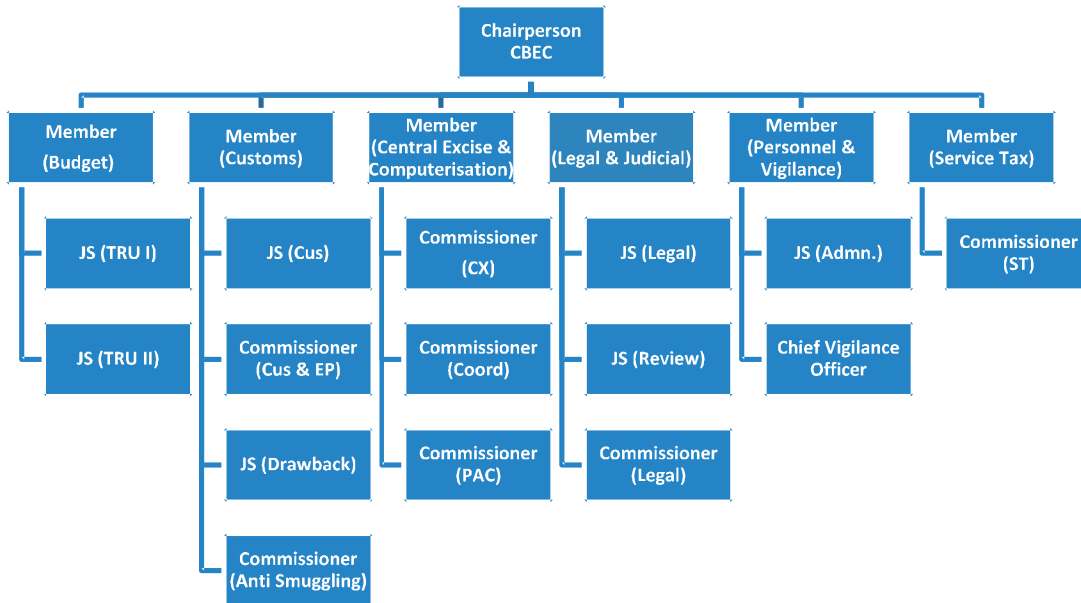 Chairperson
CBEC
Member
(Budget)
Member
(Customs)
Member
(Central Excise &
Computerisation)
Member
(Legal & Judicial)
Member
(Personnel &
Vigilance)
Member
(Service Tax)
JS (TRU I)
JS (TRU II)
JS (Cus)
Commissioner
(Cus & EP)
JS (Drawback)
Commissioner
(Anti Smuggling)
Commissioner
(CX)
Commissioner
(Coord)
Commissioner
(PAC)
JS (Legal)
JS (Review)
Commissioner
(Legal)
JS (Admn.)
Chief Vigilance
Officer
Commissioner
(ST)